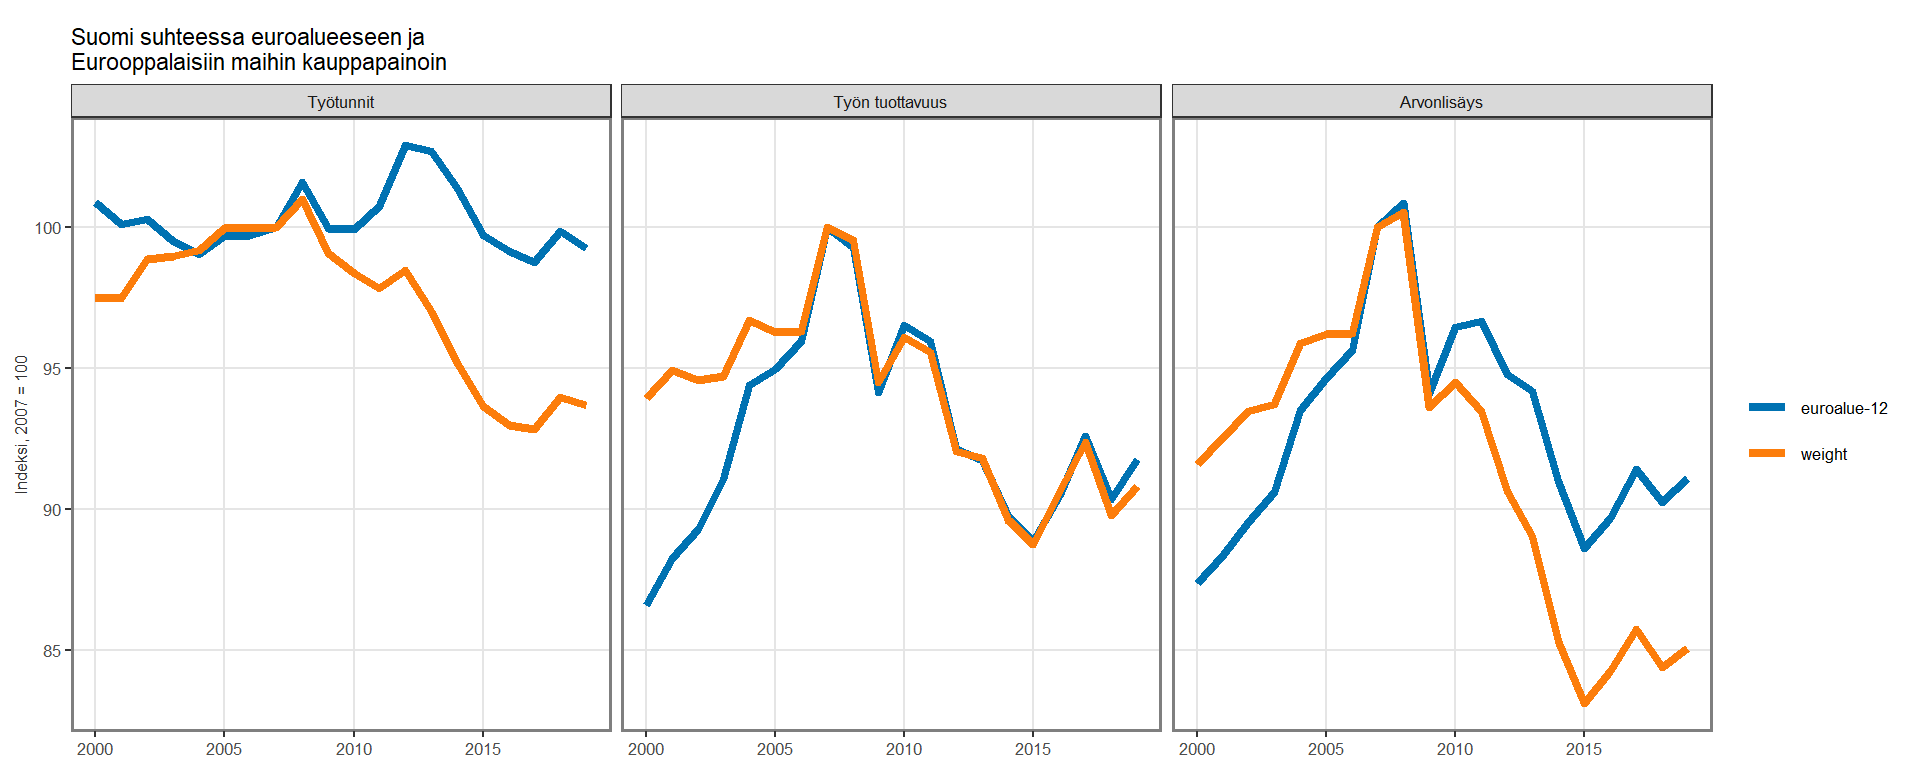 Suomi suhteessa euroalueeseen ja
Eurooppalaisiin maihin kauppapainoin
Työtunnit
Työn tuottavuus
Arvonlisäys
Indeksi, 2007 = 100
100
95
90
85
2000 2005 2010 2015
2000 2005 2010 2015
2000 2005 2010 2015
euroalue-12
weight